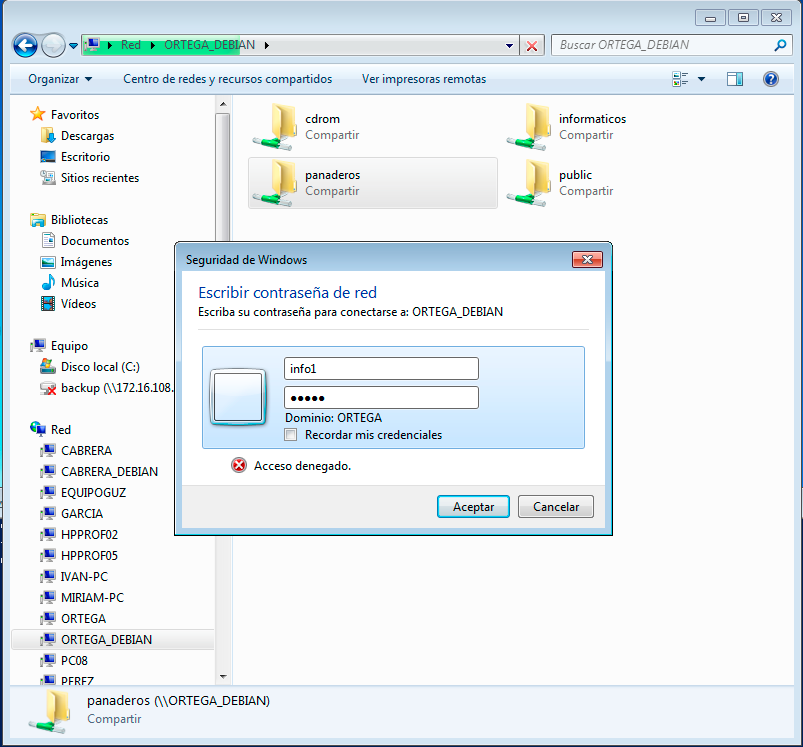 Red ORTEGA_DEBIAN
Buscar ORTEGA_DEBIAN
Organizar Centro de redes y recursos compartidos Ver impresoras remotas
Favoritos
Descargas
Escritorio
Sitios recientes
Bibliotecas
Documentos
Imágenes
Música
Vídeos
Equipo
Disco local (C:)
backup (\\172.16.108.
Red
CABRERA
CABRERA_DEBIAN
EQUIPOGUZ
GARCIA
HPPROF02
HPPROF05
IVAN-PC
MIRIAM-PC
ORTEGA
ORTEGA_DEBIAN
PC08
PEREZ
cdrom
Compartir
informaticos
Compartir
panaderos
Compartir
public
Compartir
Seguridad de Windows
Escribir contraseña de red
Escriba su contraseña para conectarse a: ORTEGA_DEBIAN
info1
●●●●●
Dominio: ORTEGA
Recordar mis credenciales
Acceso denegado.
Aceptar Cancelar
panaderos (\\ORTEGA_DEBIAN)
Compartir